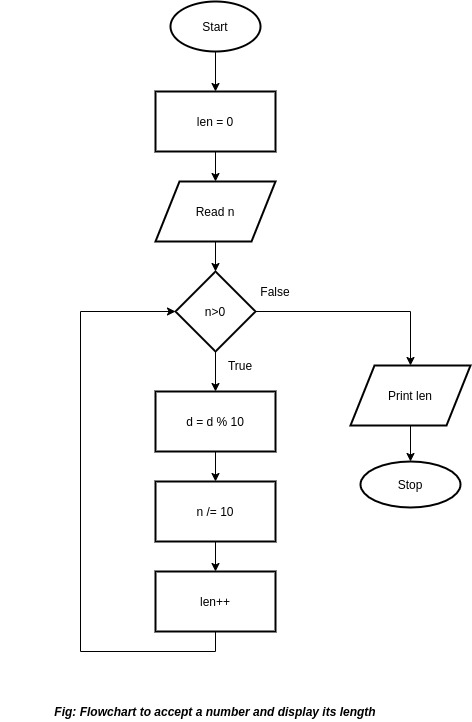 Start
len = 0
Read n
n>0
False
True
d = d % 10
n /= 10
len++
Print len
Stop
Fig: Flowchart to accept a number and display its length